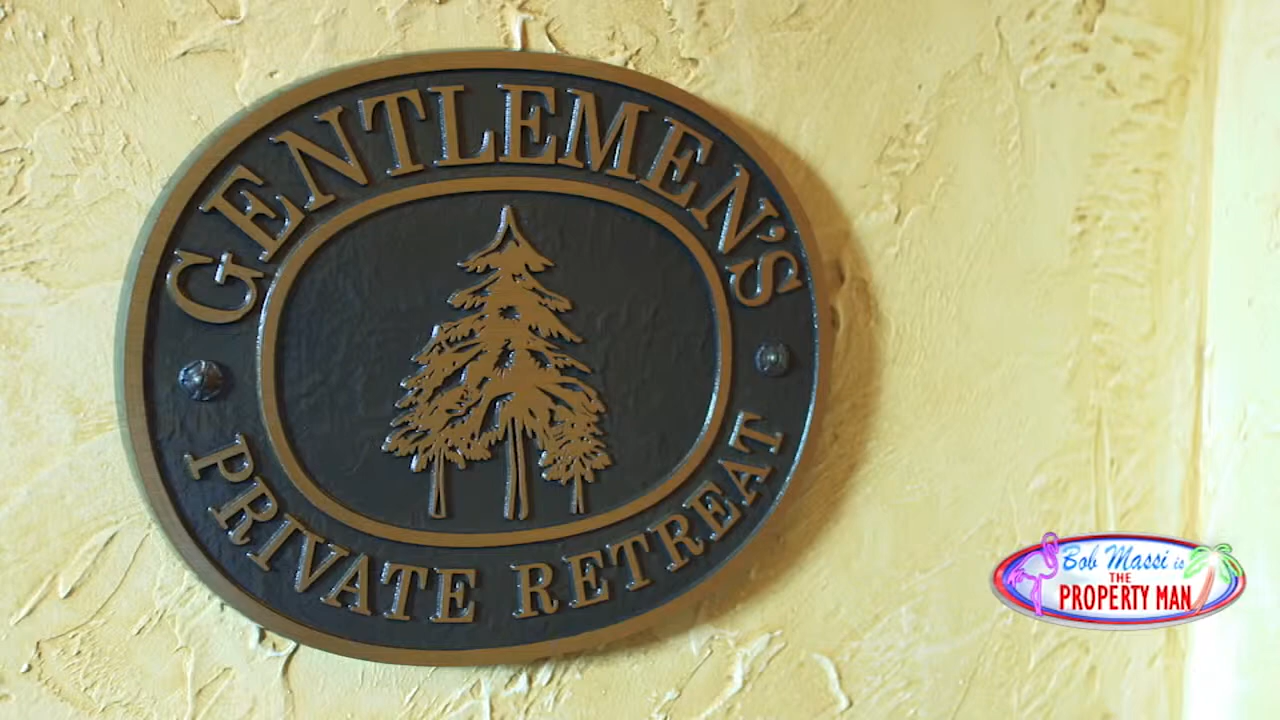 GENTLEMEN'S
PRIVATE RETREAT
Bob Massi is
THE
PROPERTY MAN